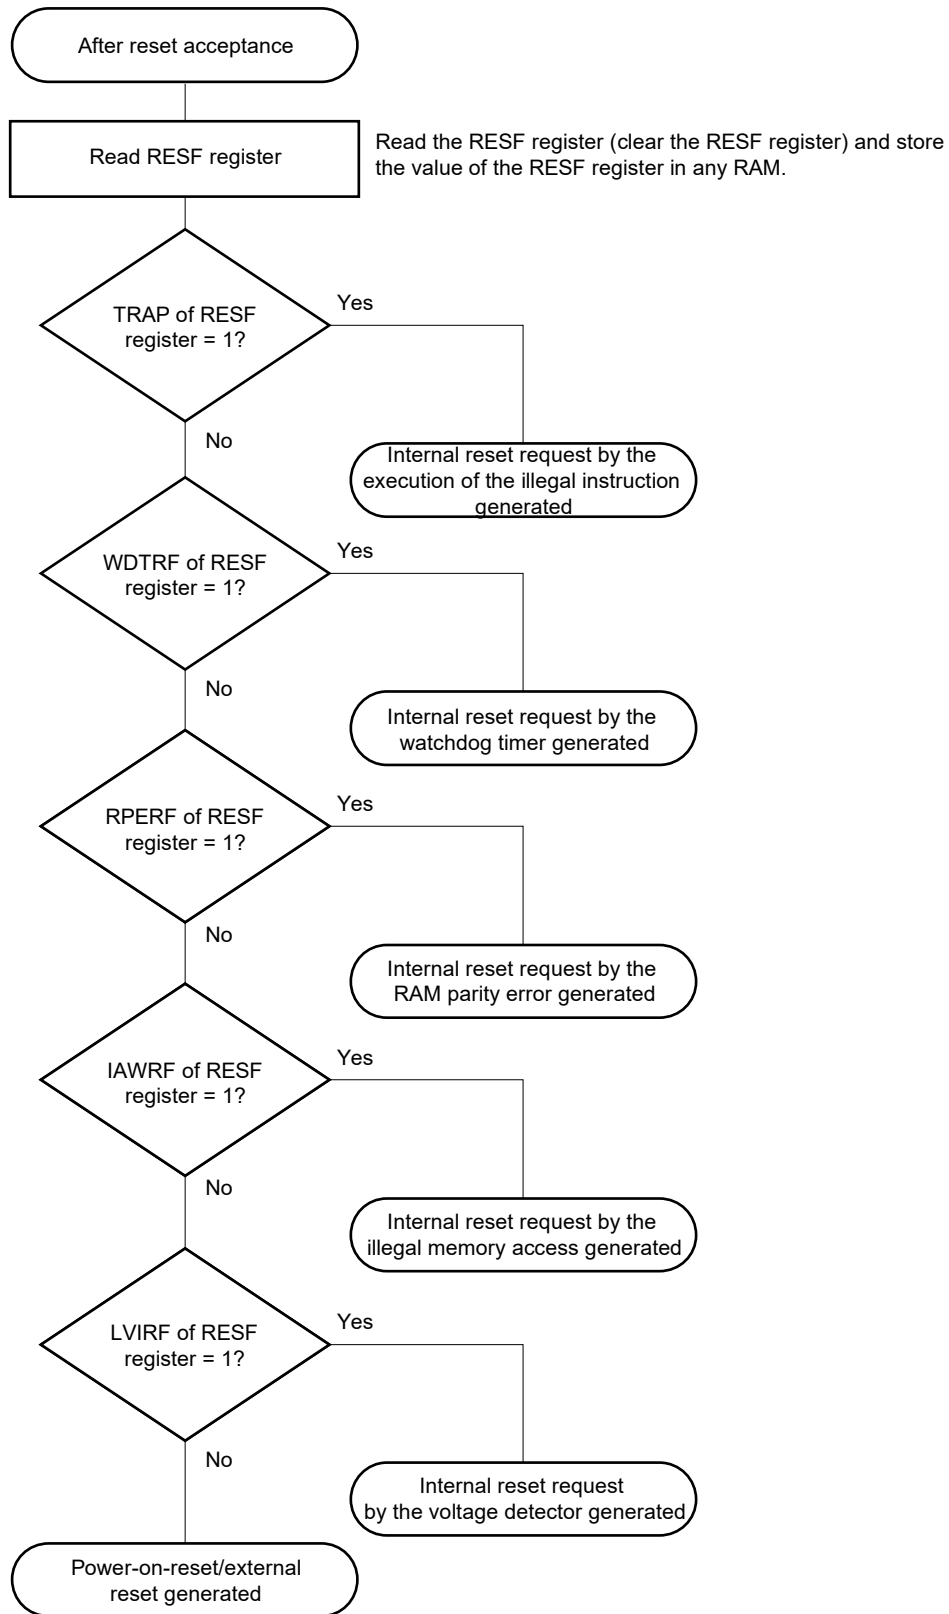 After reset acceptance
Read RESF register
Read the RESF register (clear the RESF register) and store
the value of the RESF register in any RAM.
TRAP of RESF
register = 1?
Yes
No
Internal reset request by the
execution of the illegal instruction
generated
WDTRF of RESF
register = 1?
Yes
No
Internal reset request by the
watchdog timer generated
RPERF of RESF
register = 1?
Yes
No
Internal reset request by the
RAM parity error generated
IAWRF of RESF
register = 1?
Yes
No
Internal reset request by the
illegal memory access generated
LVIRF of RESF
register = 1?
Yes
No
Internal reset request
by the voltage detector generated
Power-on-reset/external
reset generated